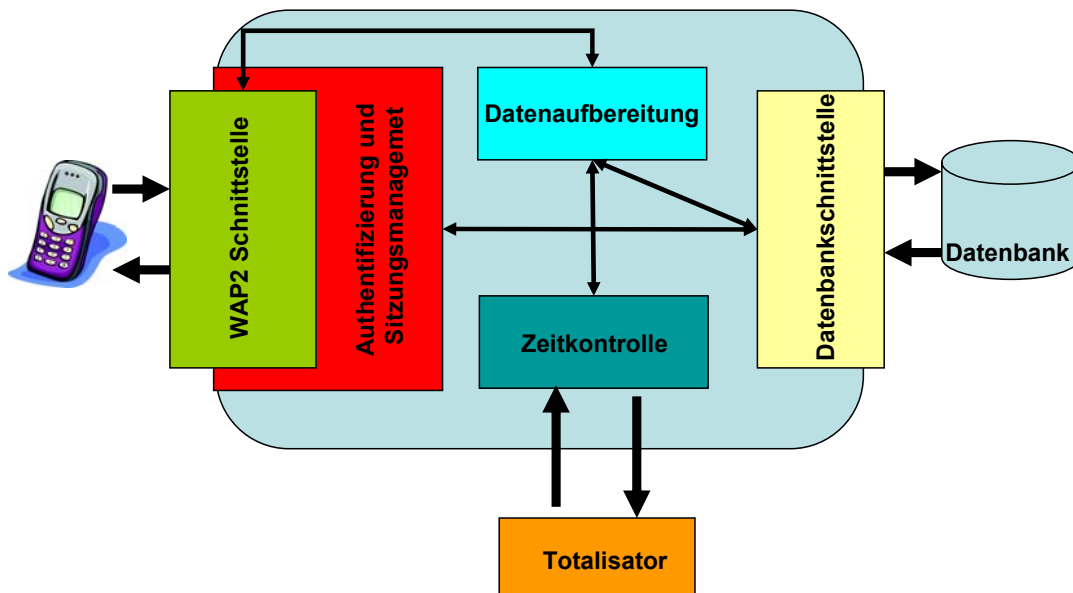 WAP2 Schnittstelle
Authentifizierung und
Sitzungsmanagemet
Datenaufbereitung
Zeitkontrolle
Datenbankschnittstelle
Datenbank
Totalisator